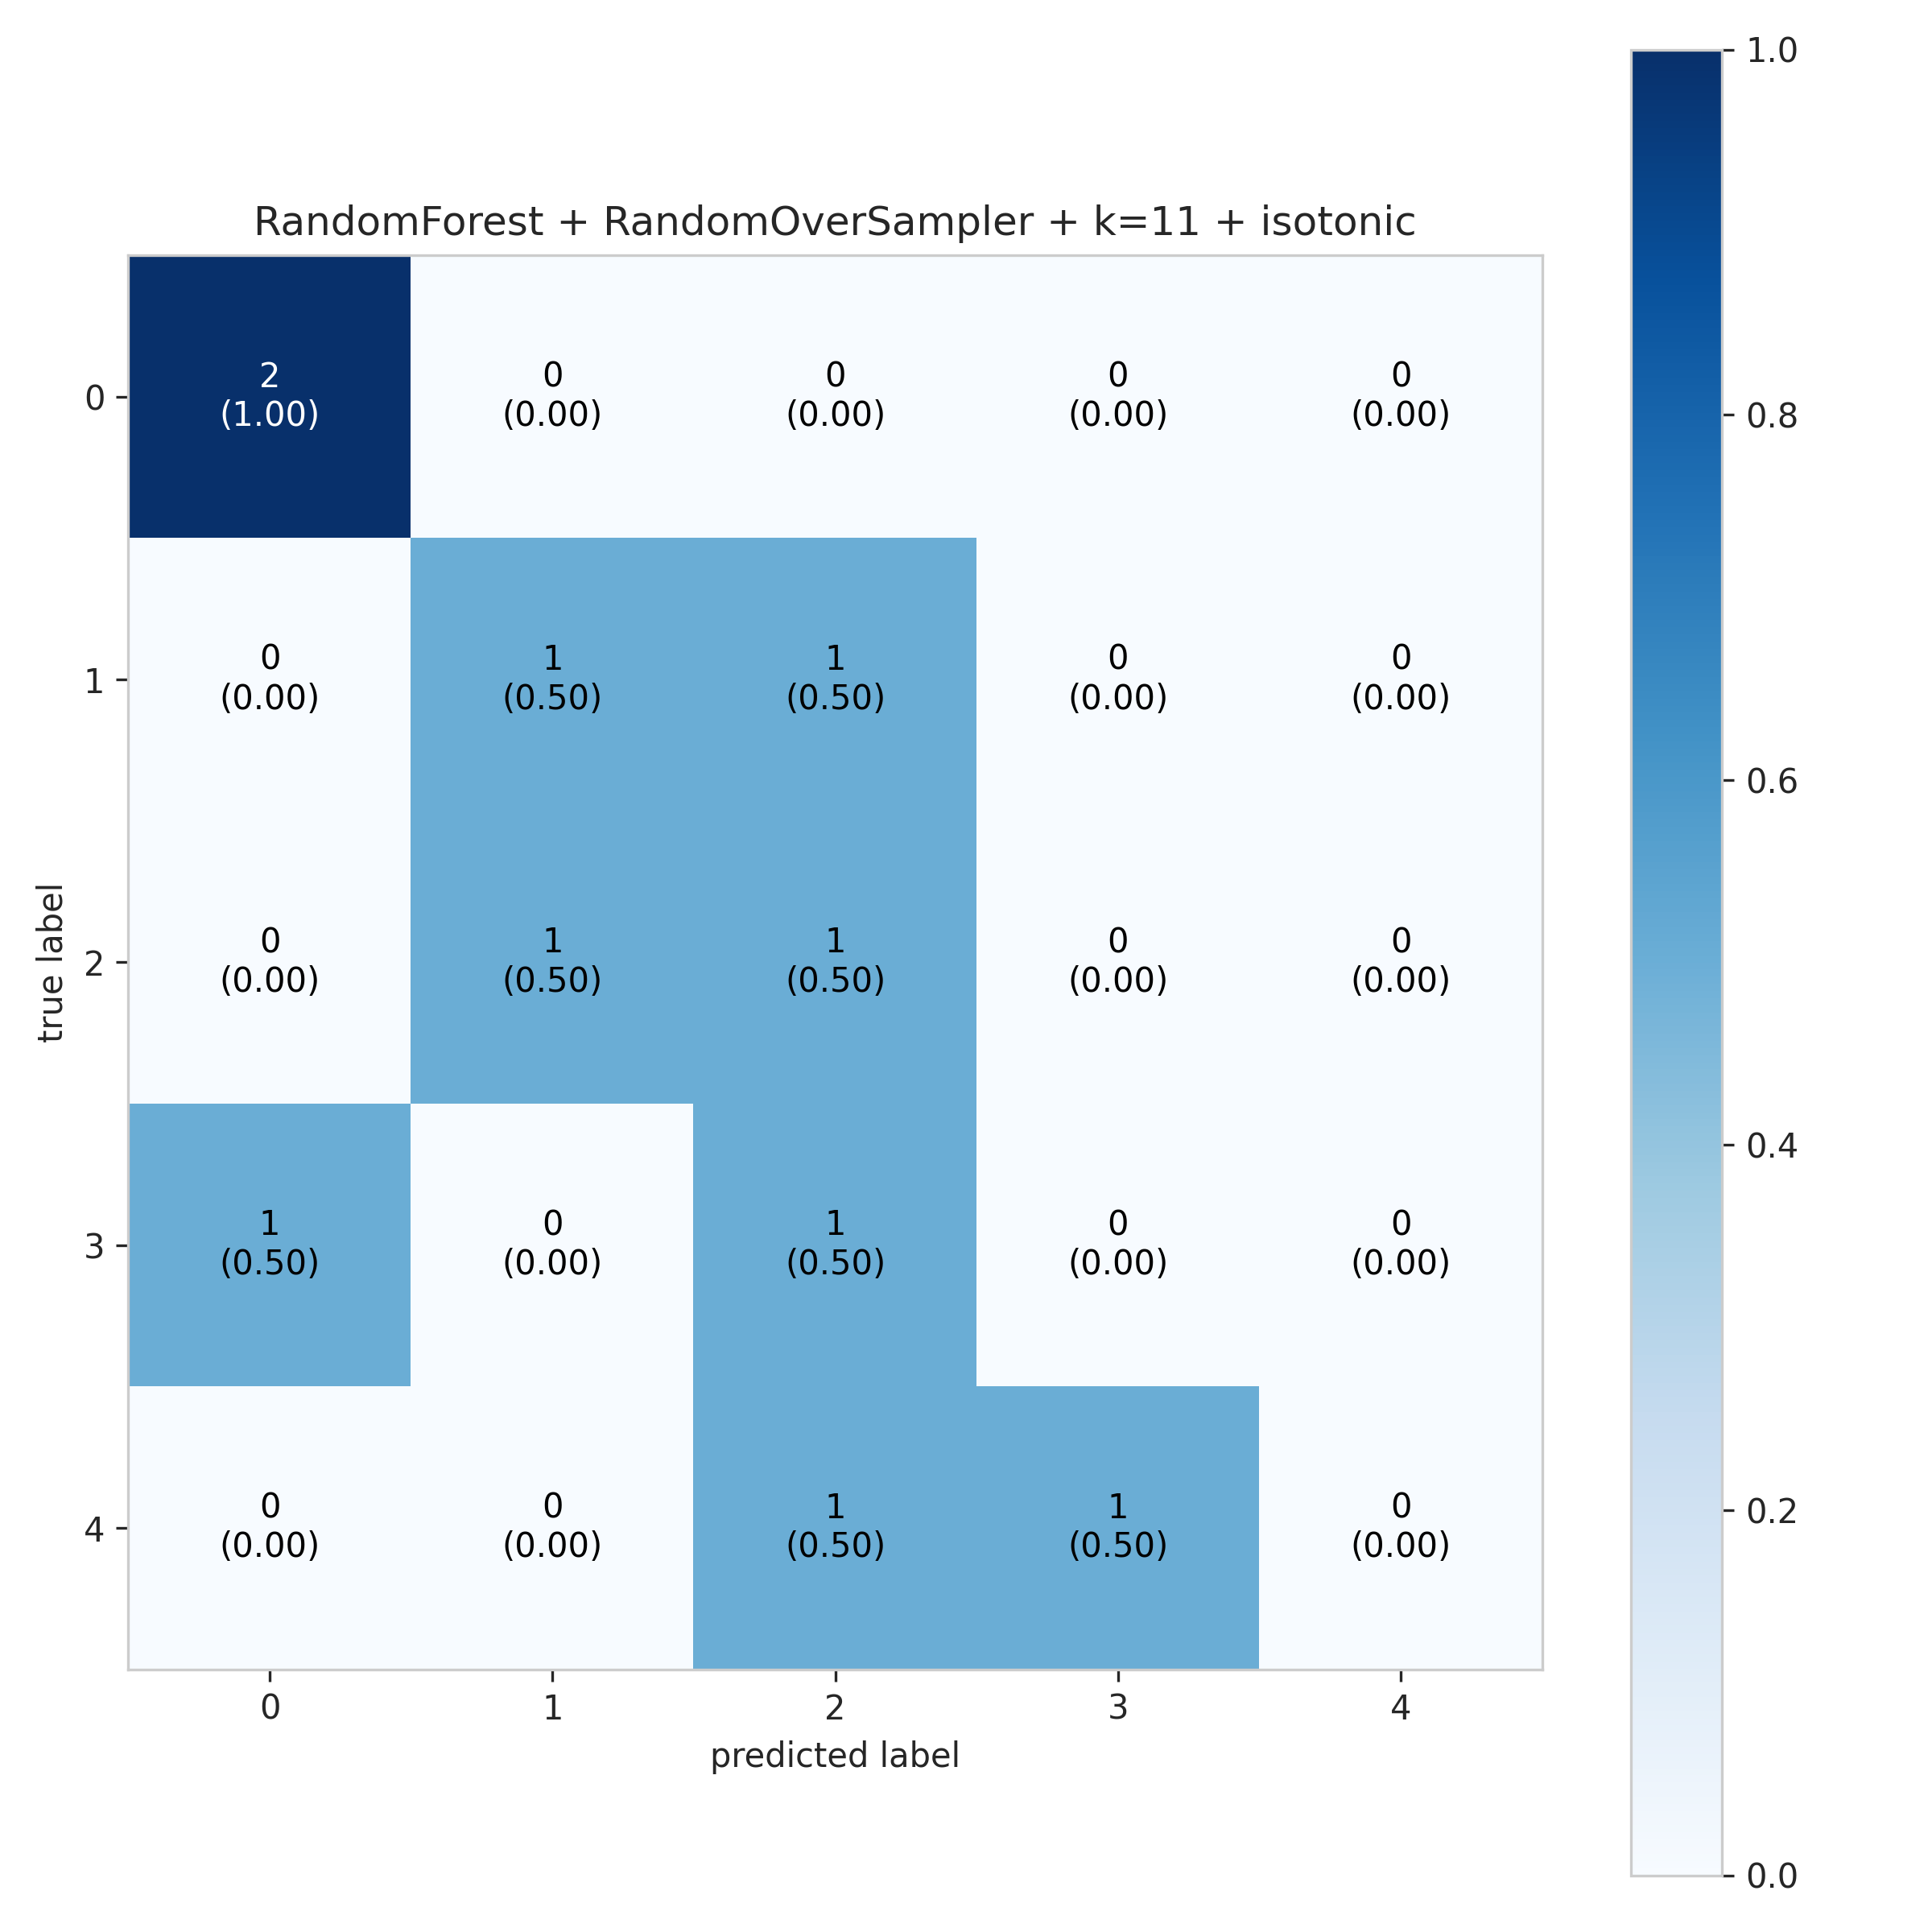 RandomForest + RandomOverSampler + k=11 + isotonic
true label
0
2 0 0 0 0
(1.00) (0.00) (0.00) (0.00) (0.00)
1
0 1 1 0 0
(0.00) (0.50) (0.50) (0.00) (0.00)
2
0 1 1 0 0
(0.00) (0.50) (0.50) (0.00) (0.00)
3
1 0 1 0 0
(0.50) (0.00) (0.50) (0.00) (0.00)
4
0 0 1 1 0
(0.00) (0.00) (0.50) (0.50) (0.00)
0 1 2 3 4
predicted label
1.0
0.8
0.6
0.4
0.2
0.0